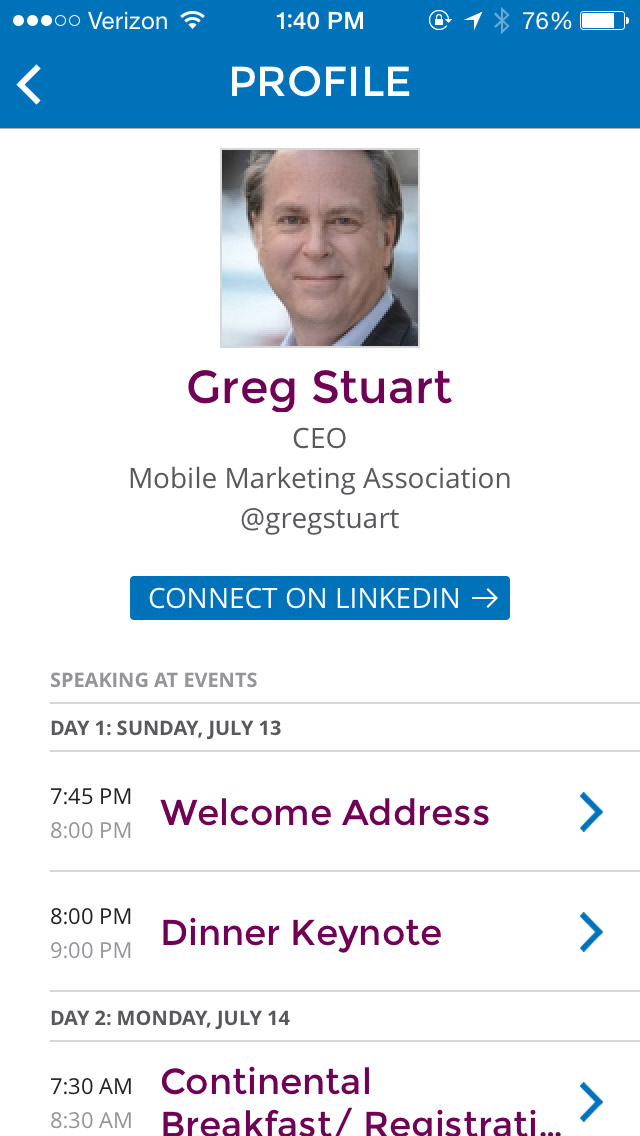 Verizon 1:40 PM 76%
PROFILE
Greg Stuart
CEO
Mobile Marketing Association
@gregstuart
CONNECT ON LINKEDIN →
SPEAKING AT EVENTS
DAY 1: SUNDAY, JULY 13
7:45 PM
8:00 PM
Welcome Address
8:00 PM
9:00 PM
Dinner Keynote
DAY 2: MONDAY, JULY 14
7:30 AM
8:30 AM
Continental
Breakfast/ Registrati...